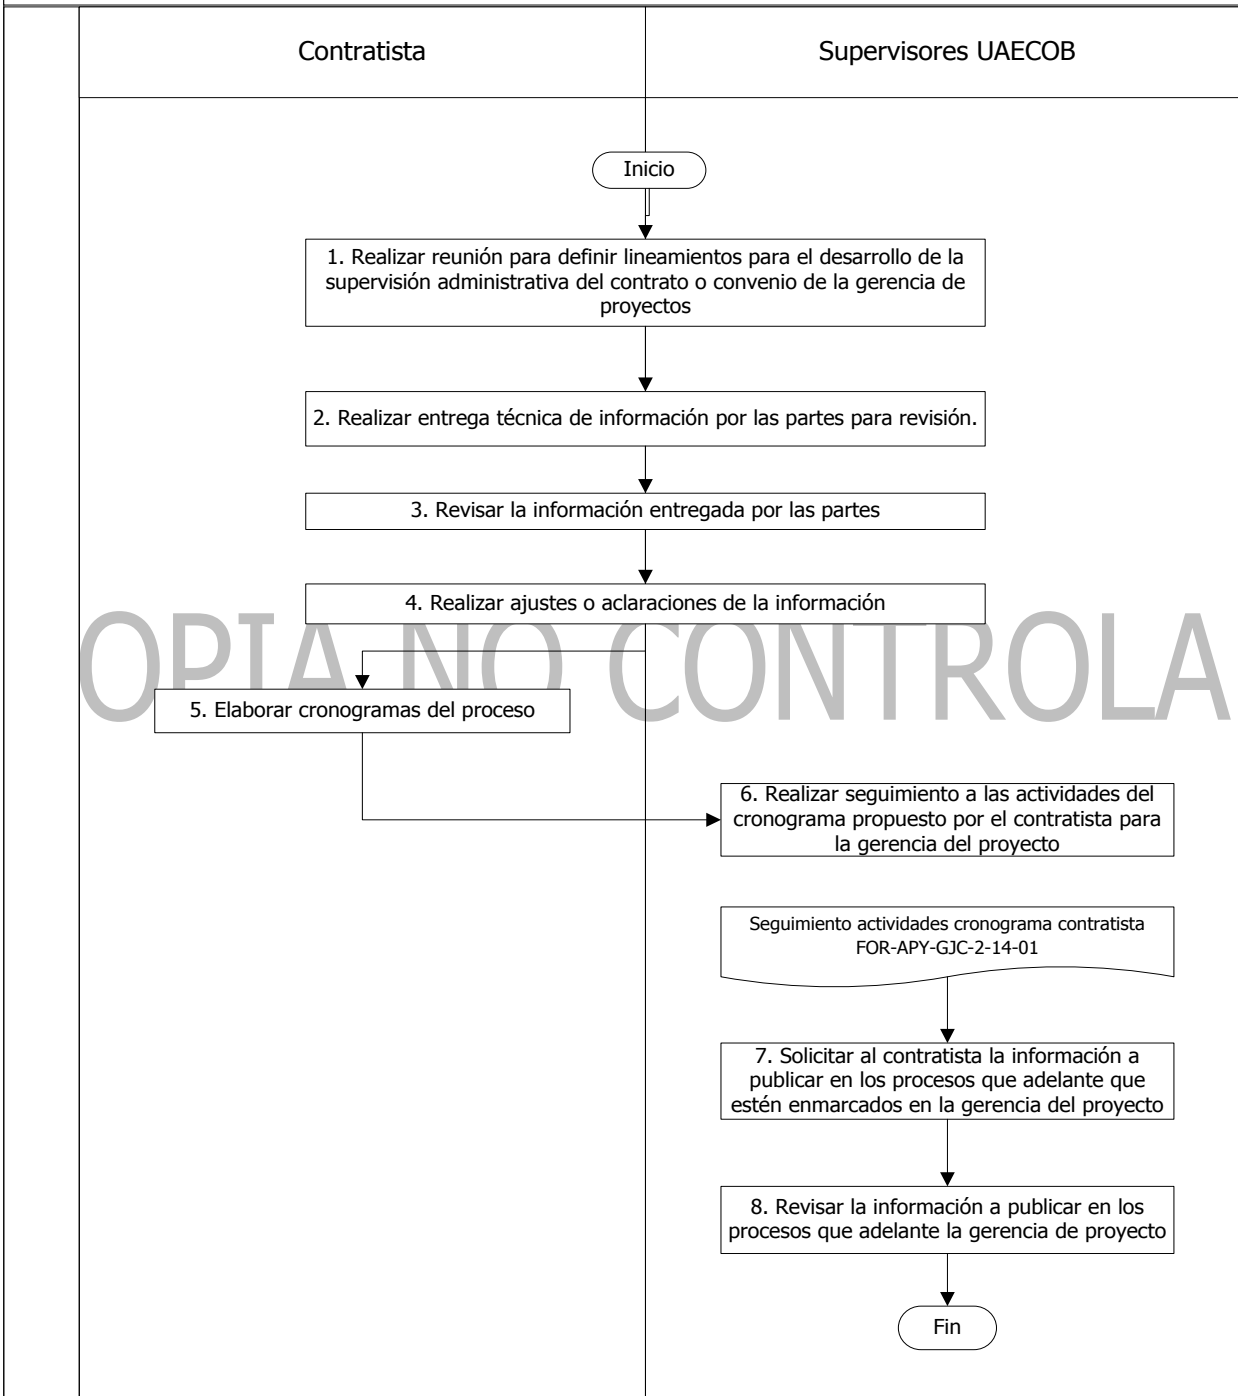 Contratista
Supervisores UAECOB
Inicio
1. Realizar reunión para definir lineamientos para el desarrollo de la
supervisión administrativa del contrato o convenio de la gerencia de
proyectos
2. Realizar entrega técnica de información por las partes para revisión.
3. Revisar la información entregada por las partes
4. Realizar ajustes o aclaraciones de la información
OPIA NO CONTROLA
5. Elaborar cronogramas del proceso
6. Realizar seguimiento a las actividades del
cronograma propuesto por el contratista para
la gerencia del proyecto
Seguimiento actividades cronograma contratista
FOR-APY-GJC-2-14-01
7. Solicitar al contratista la información a
publicar en los procesos que adelante que
estén enmarcados en la gerencia del proyecto
8. Revisar la información a publicar en los
procesos que adelante la gerencia de proyecto
Fin